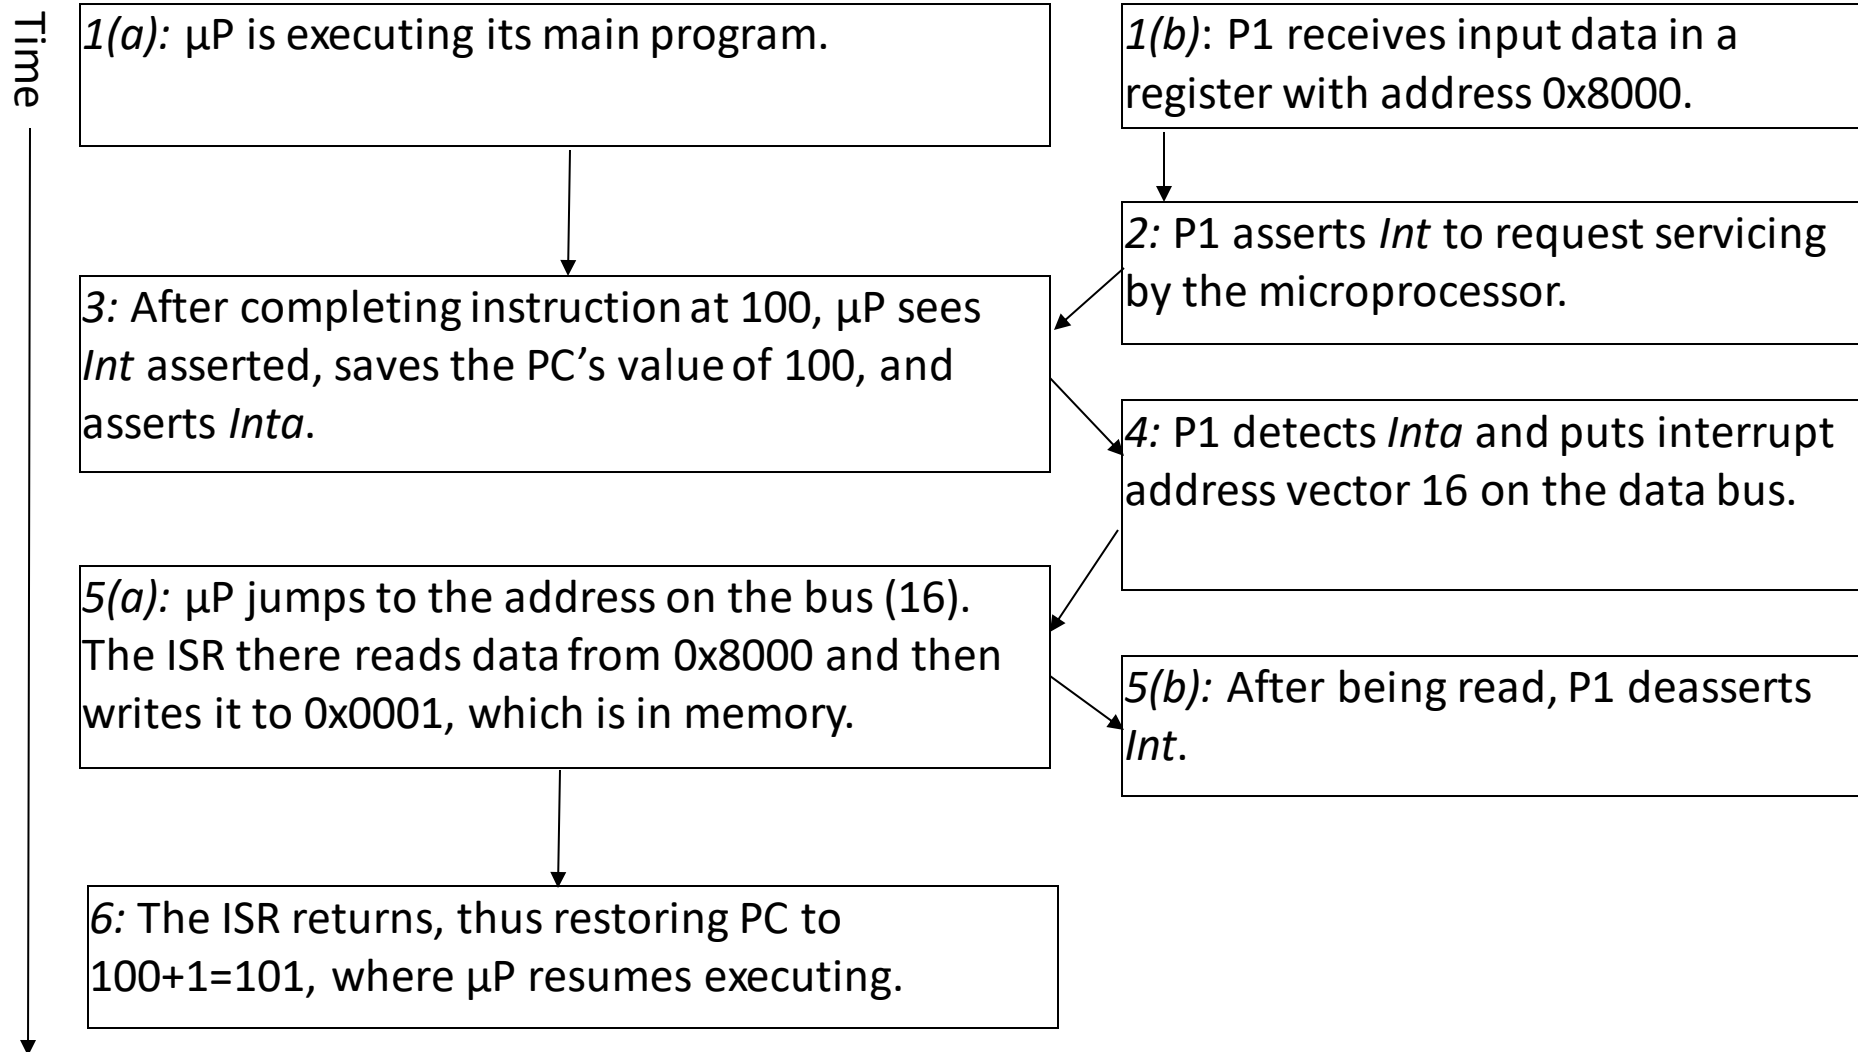 Time
1(a): μP is executing its main program.
1(b): P1 receives input data in a
register with address 0x8000.
2: P1 asserts Int to request servicing
by the microprocessor.
3: After completing instruction at 100, μP sees
Int asserted, saves the PC’s value of 100, and
asserts Inta.
4: P1 detects Inta and puts interrupt
address vector 16 on the data bus.
5(a): μP jumps to the address on the bus (16).
The ISR there reads data from 0x8000 and then
writes it to 0x0001, which is in memory.
5(b): After being read, P1 deasserts
Int.
6: The ISR returns, thus restoring PC to
100+1=101, where μP resumes executing.